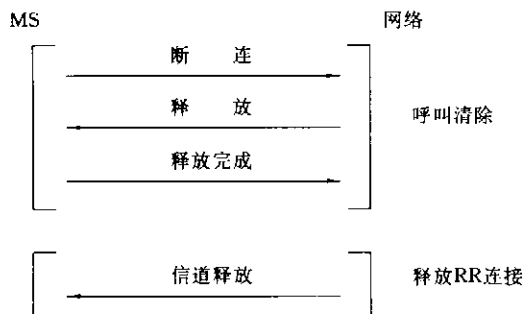 MS 网络
断 连
释 放
呼叫清除
释放完成
信道释放
释放RR连接